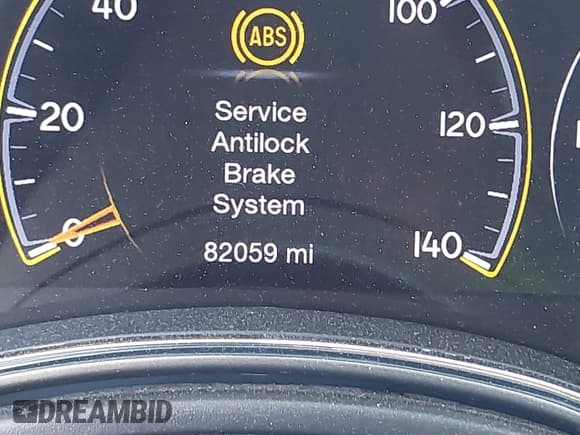 40
100
ABS
20
120
Service
Antilock
Brake
System
0
140
82059 mi
DREAMBID